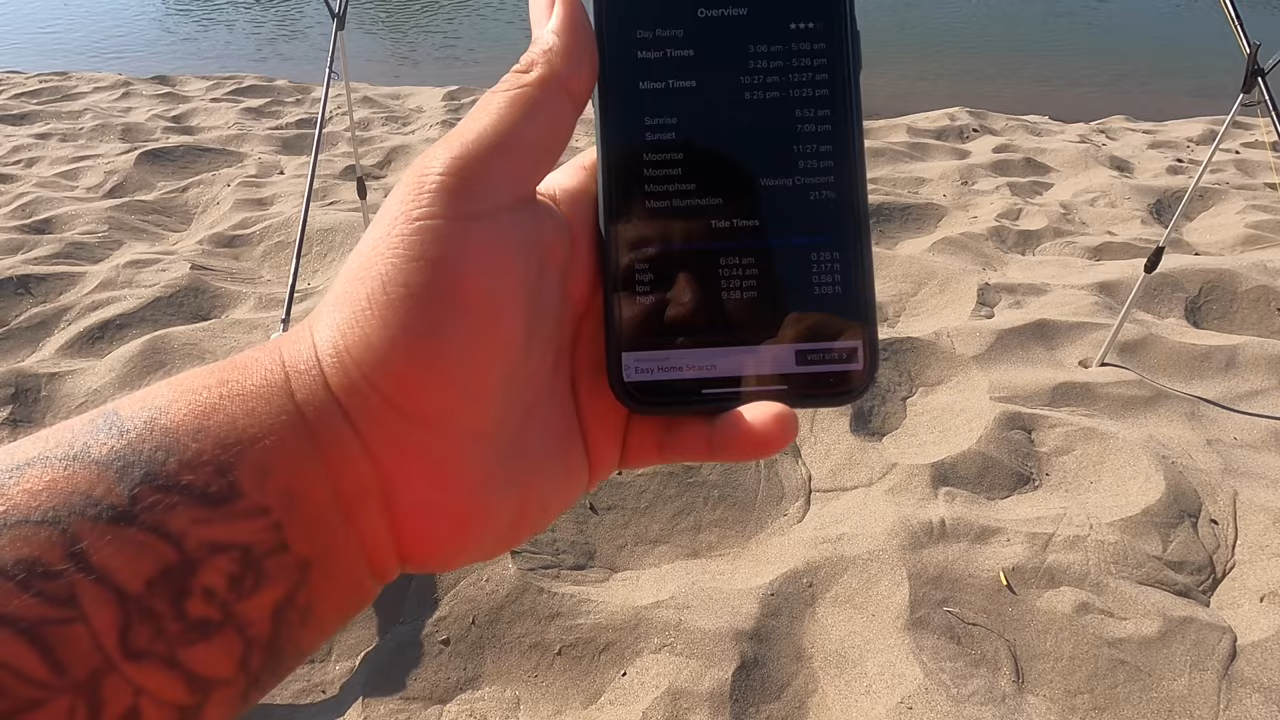 Overview
Day Rating ★★★☆
Major Times 3:06 am - 5:06 am
3:26 pm - 5:26 pm
Minor Times 10:27 am - 12:27 am
8:25 pm - 10:25 pm
Sunrise 6:52 am
Sunset 7:09 pm
Moonrise 11:27 am
Moonset 9:25 pm
Moonphase Waxing Crescent
Moon Illumination 21.7%
Tide Times
low 6:04 am 0.26 ft
high 10:44 am 2.17 ft
low 5:29 pm 0.56 ft
high 9:58 pm 3.08 ft
Easy Home Search
VISIT SITE >